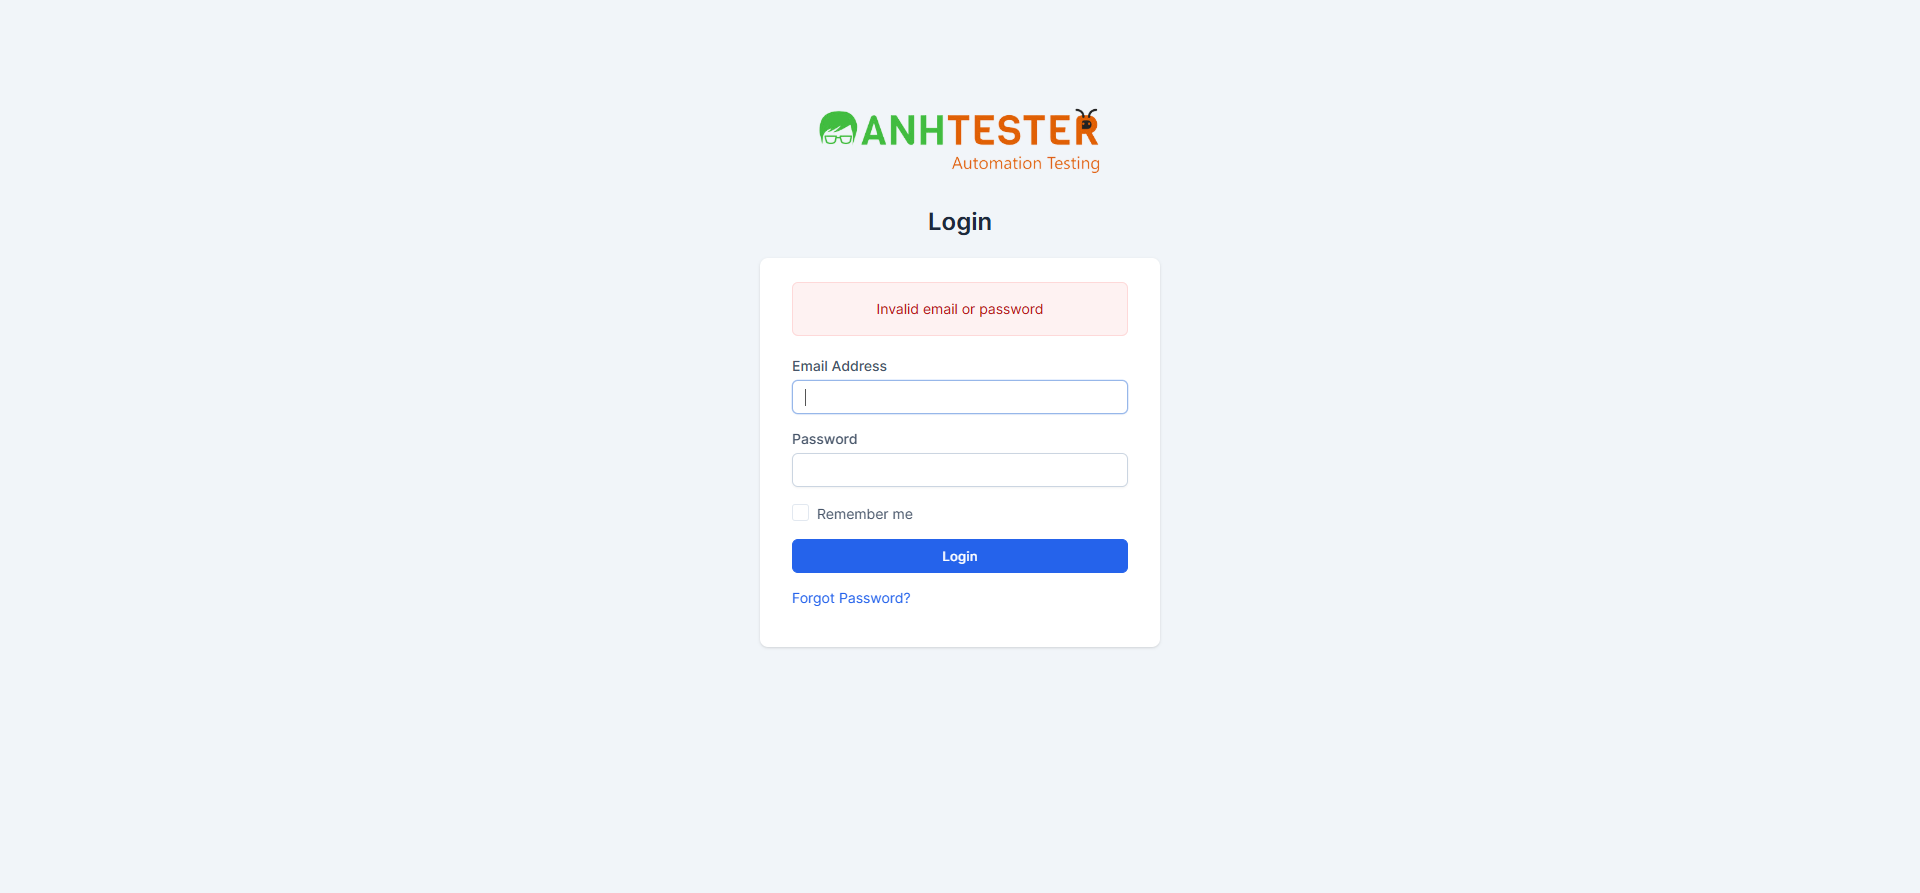 ANHTESTER
Automation Testing
Login
Invalid email or password
Email Address
Password
Remember me
Login
Forgot Password?